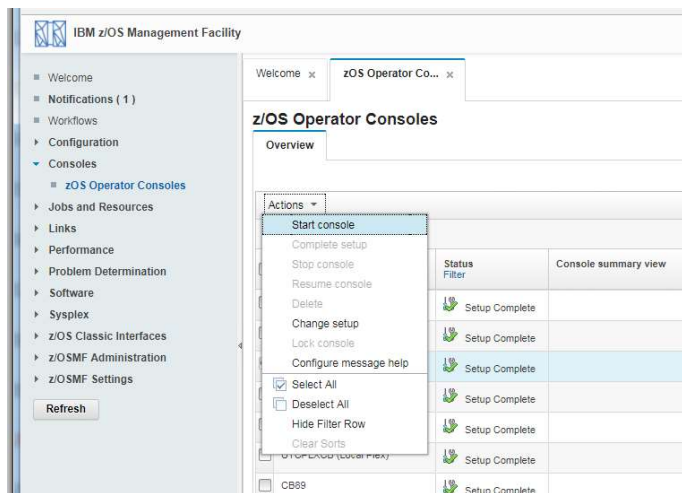 IBM z/OS Management Facility
Welcome
Notifications ( 1 )
Workflows
Configuration
Consoles
zOS Operator Consoles
Jobs and Resources
Links
Performance
Problem Determination
Software
Sysplex
z/OS Classic Interfaces
z/OSMF Administration
z/OSMF Settings
Refresh
Welcome
zOS Operator Co...
z/OS Operator Consoles
Overview
Actions
Start console
Complete setup
Stop console
Resume console
Delete
Change setup
Lock console
Configure message help
Select All
Deselect All
Hide Filter Row
Clear Sorts
Status
Filter
Console summary view
Setup Complete
Setup Complete
Setup Complete
Setup Complete
Setup Complete
(Local Plex)
Setup Complete
CB89
Setup Complete